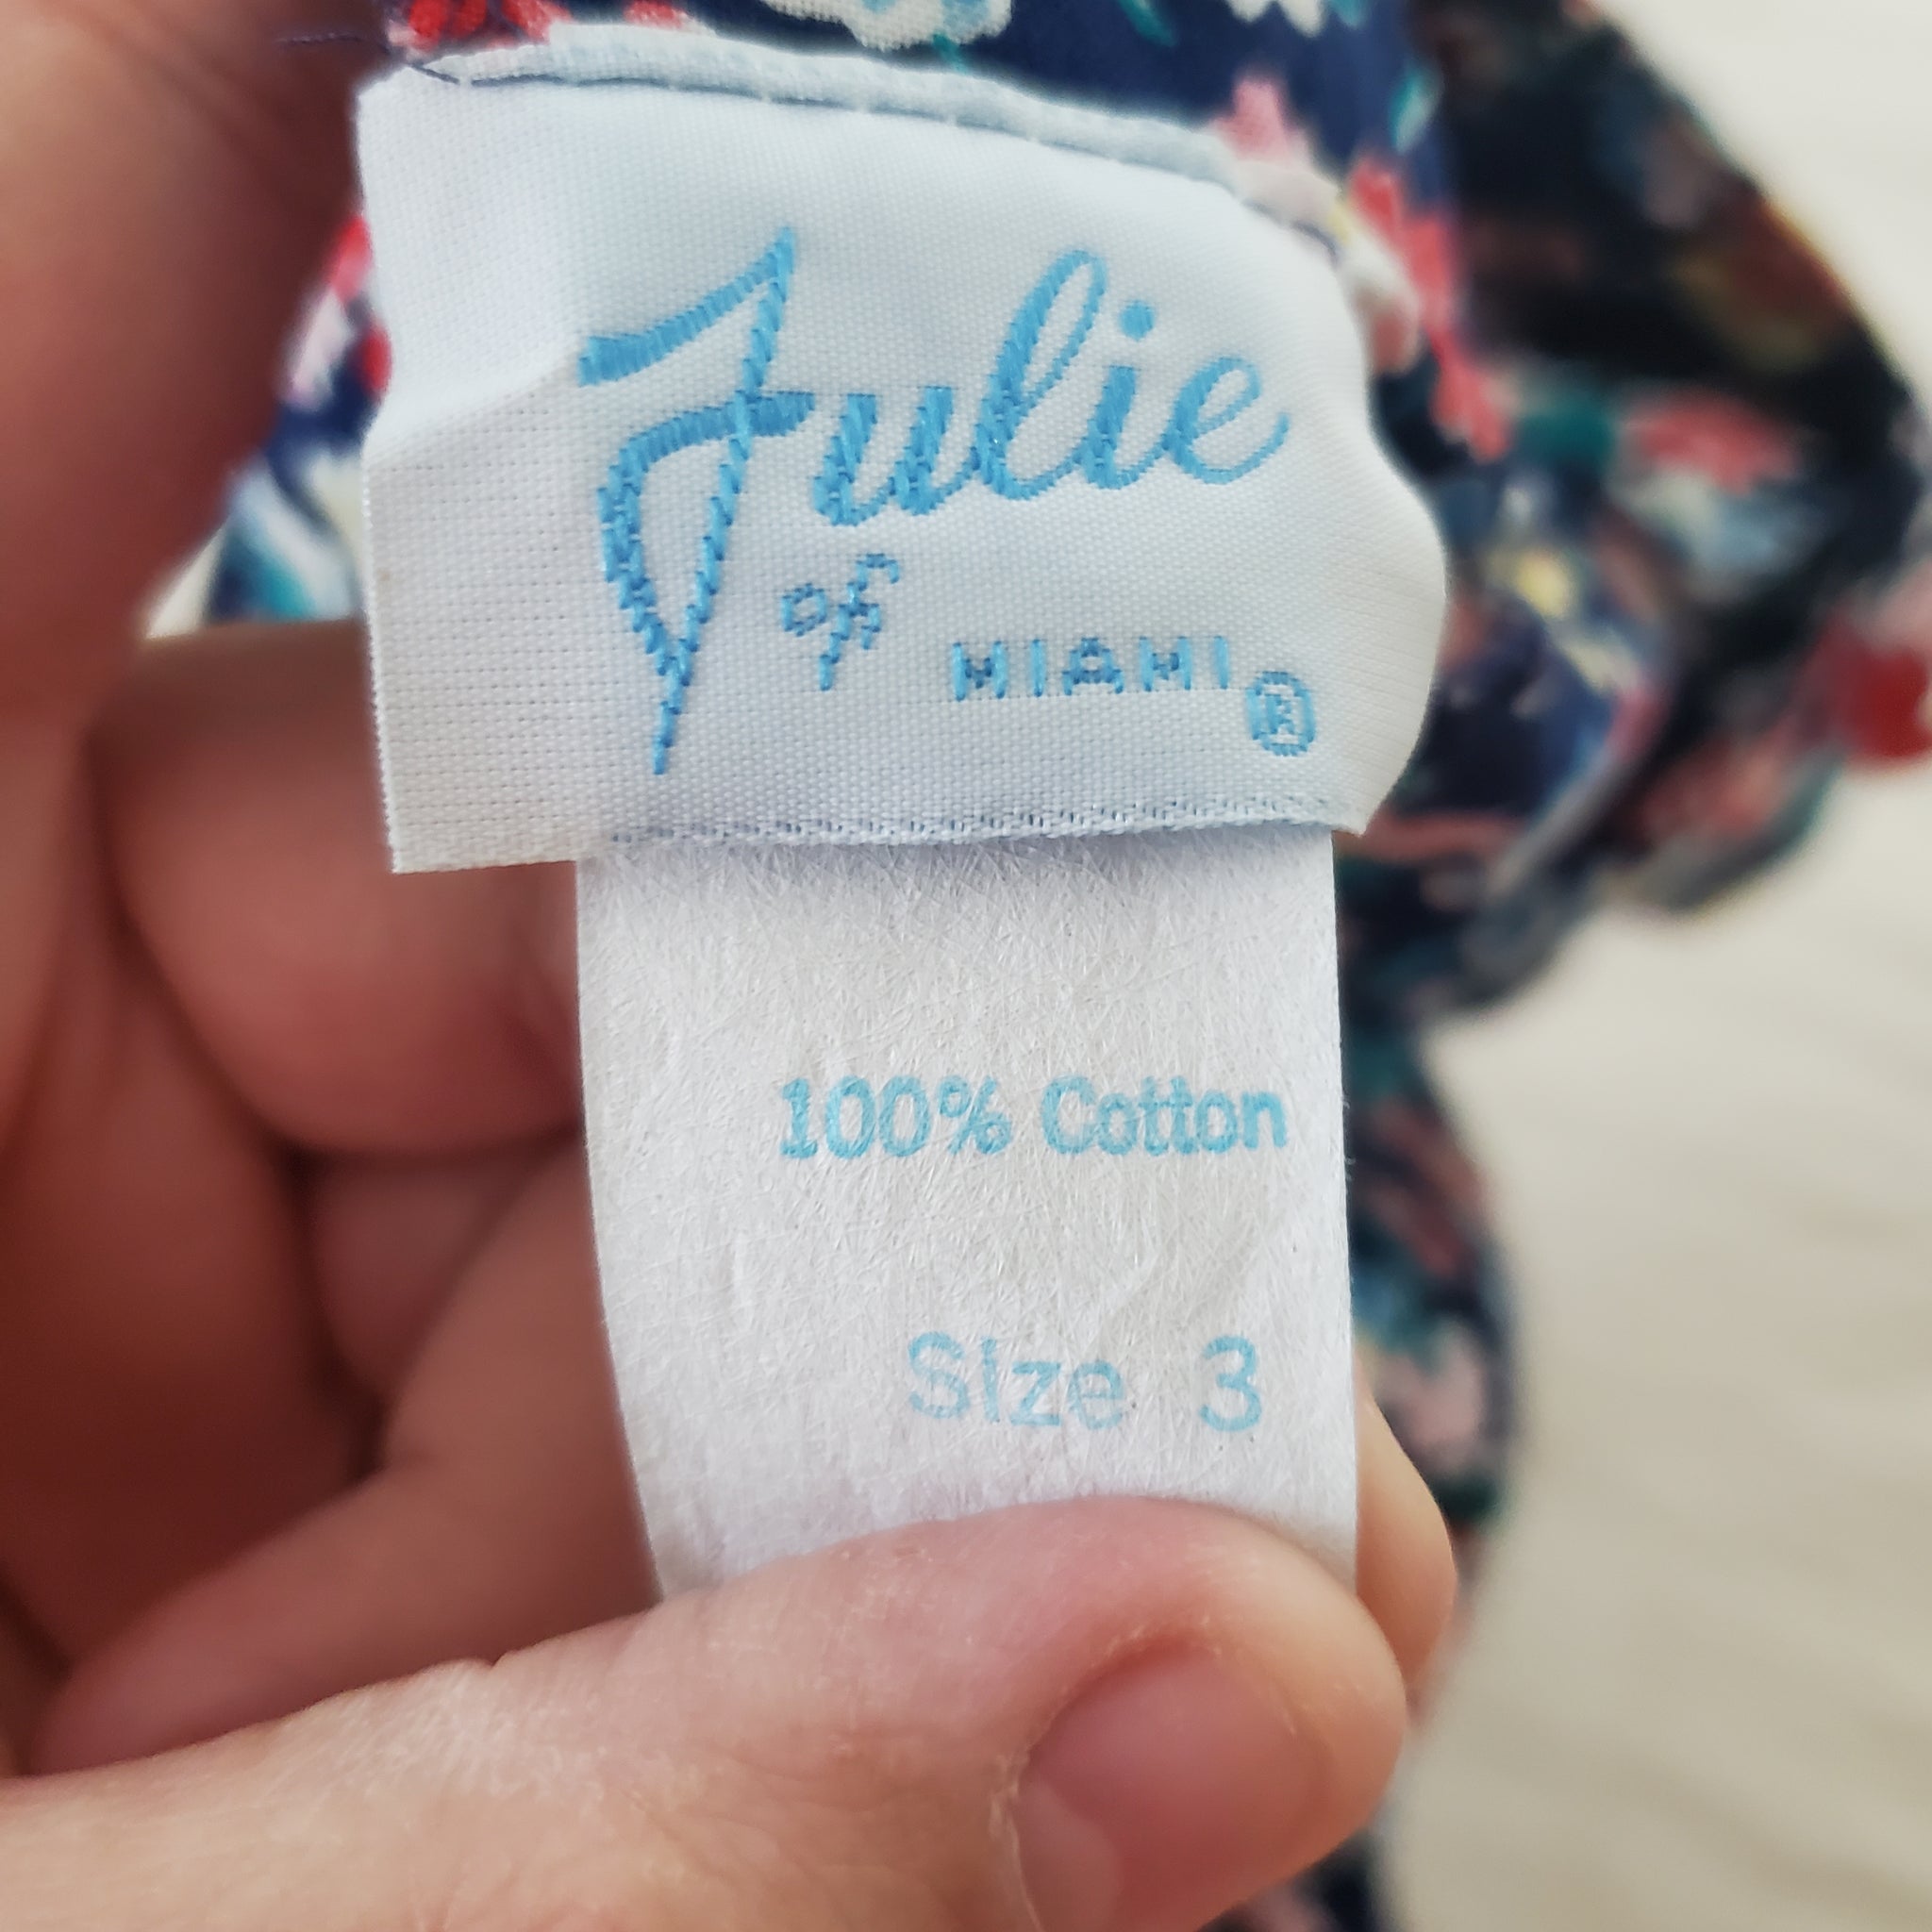 Julie
of
MIAMI ®
100% Cotton
Size 3